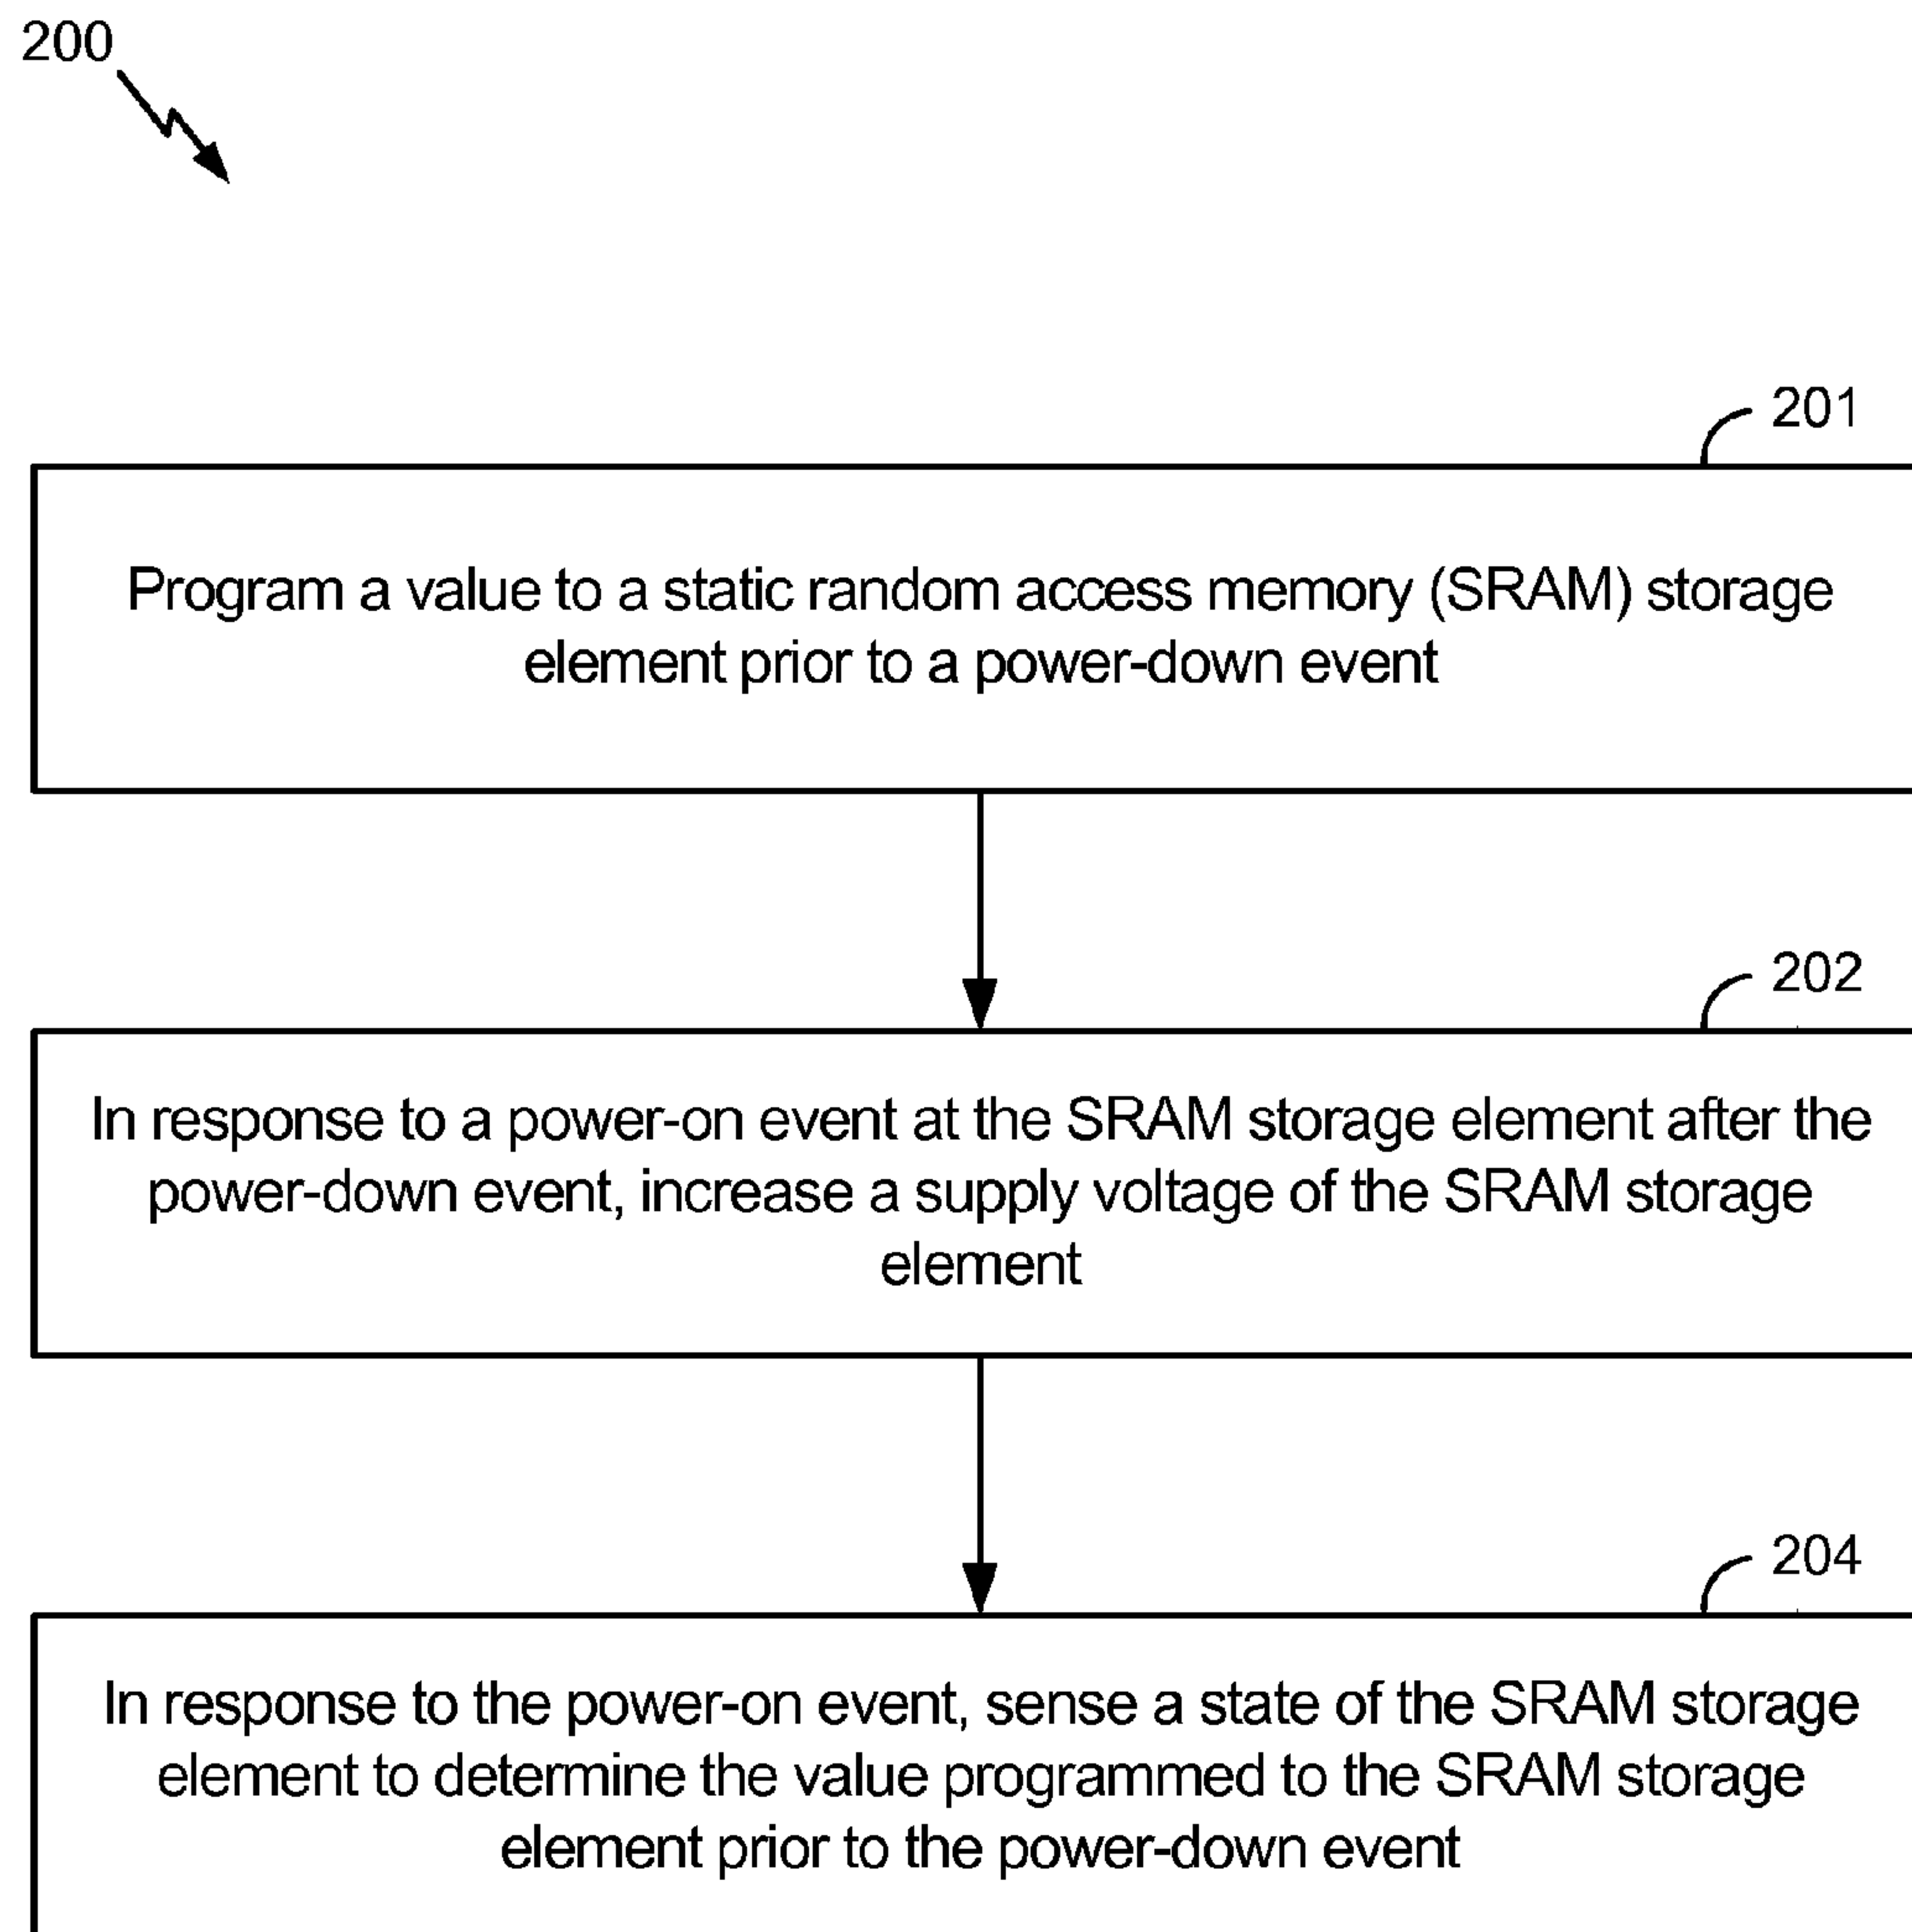 200
201
Program a value to a static random access memory (SRAM) storage
element prior to a power-down event
202
In response to a power-on event at the SRAM storage element after the
power-down event, increase a supply voltage of the SRAM storage
element
204
In response to the power-on event, sense a state of the SRAM storage
element to determine the value programmed to the SRAM storage
element prior to the power-down event